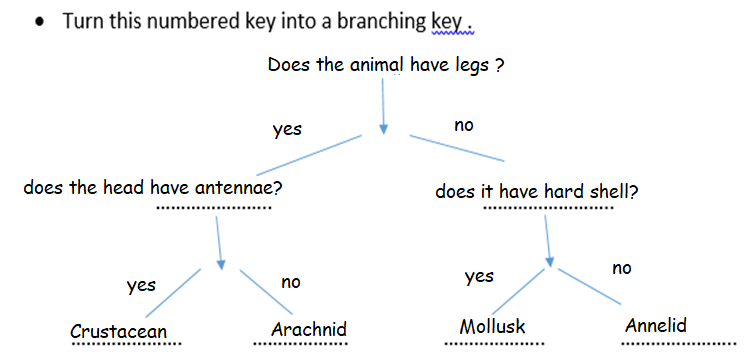 • Turn this numbered key into a branching key .
Does the animal have legs ?
yes no
does the head have antennae? does it have hard shell?
yes no yes no
Crustacean Arachnid Mollusk Annelid